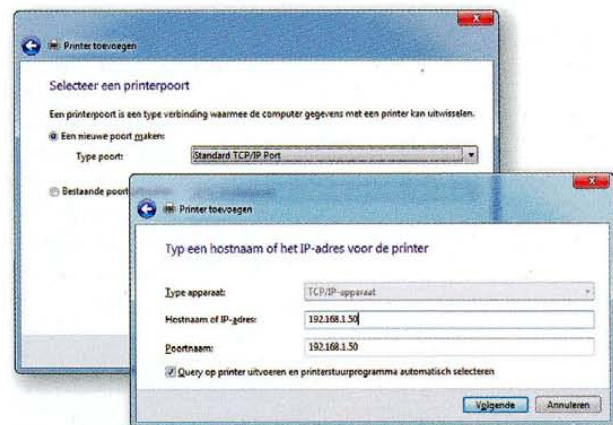 Printer toevoegen
Selecteer een printerpoort
Een printerpoort is een type verbinding waarmee de computer gegevens met een printer kan uitwisselen.
Een nieuwe poort maken:
Type poort: Standard TCP/IP Port
Bestaande poort
Printer toevoegen
Typ een hostnaam of het IP-adres voor de printer
Type apparaat: TCP/IP-apparaat
Hostnaam of IP-adres: 192.168.1.50
Poortnaam: 192.168.1.50
Query op printer uitvoeren en printerstuurprogramma automatisch selecteren
Volgende Annuleren